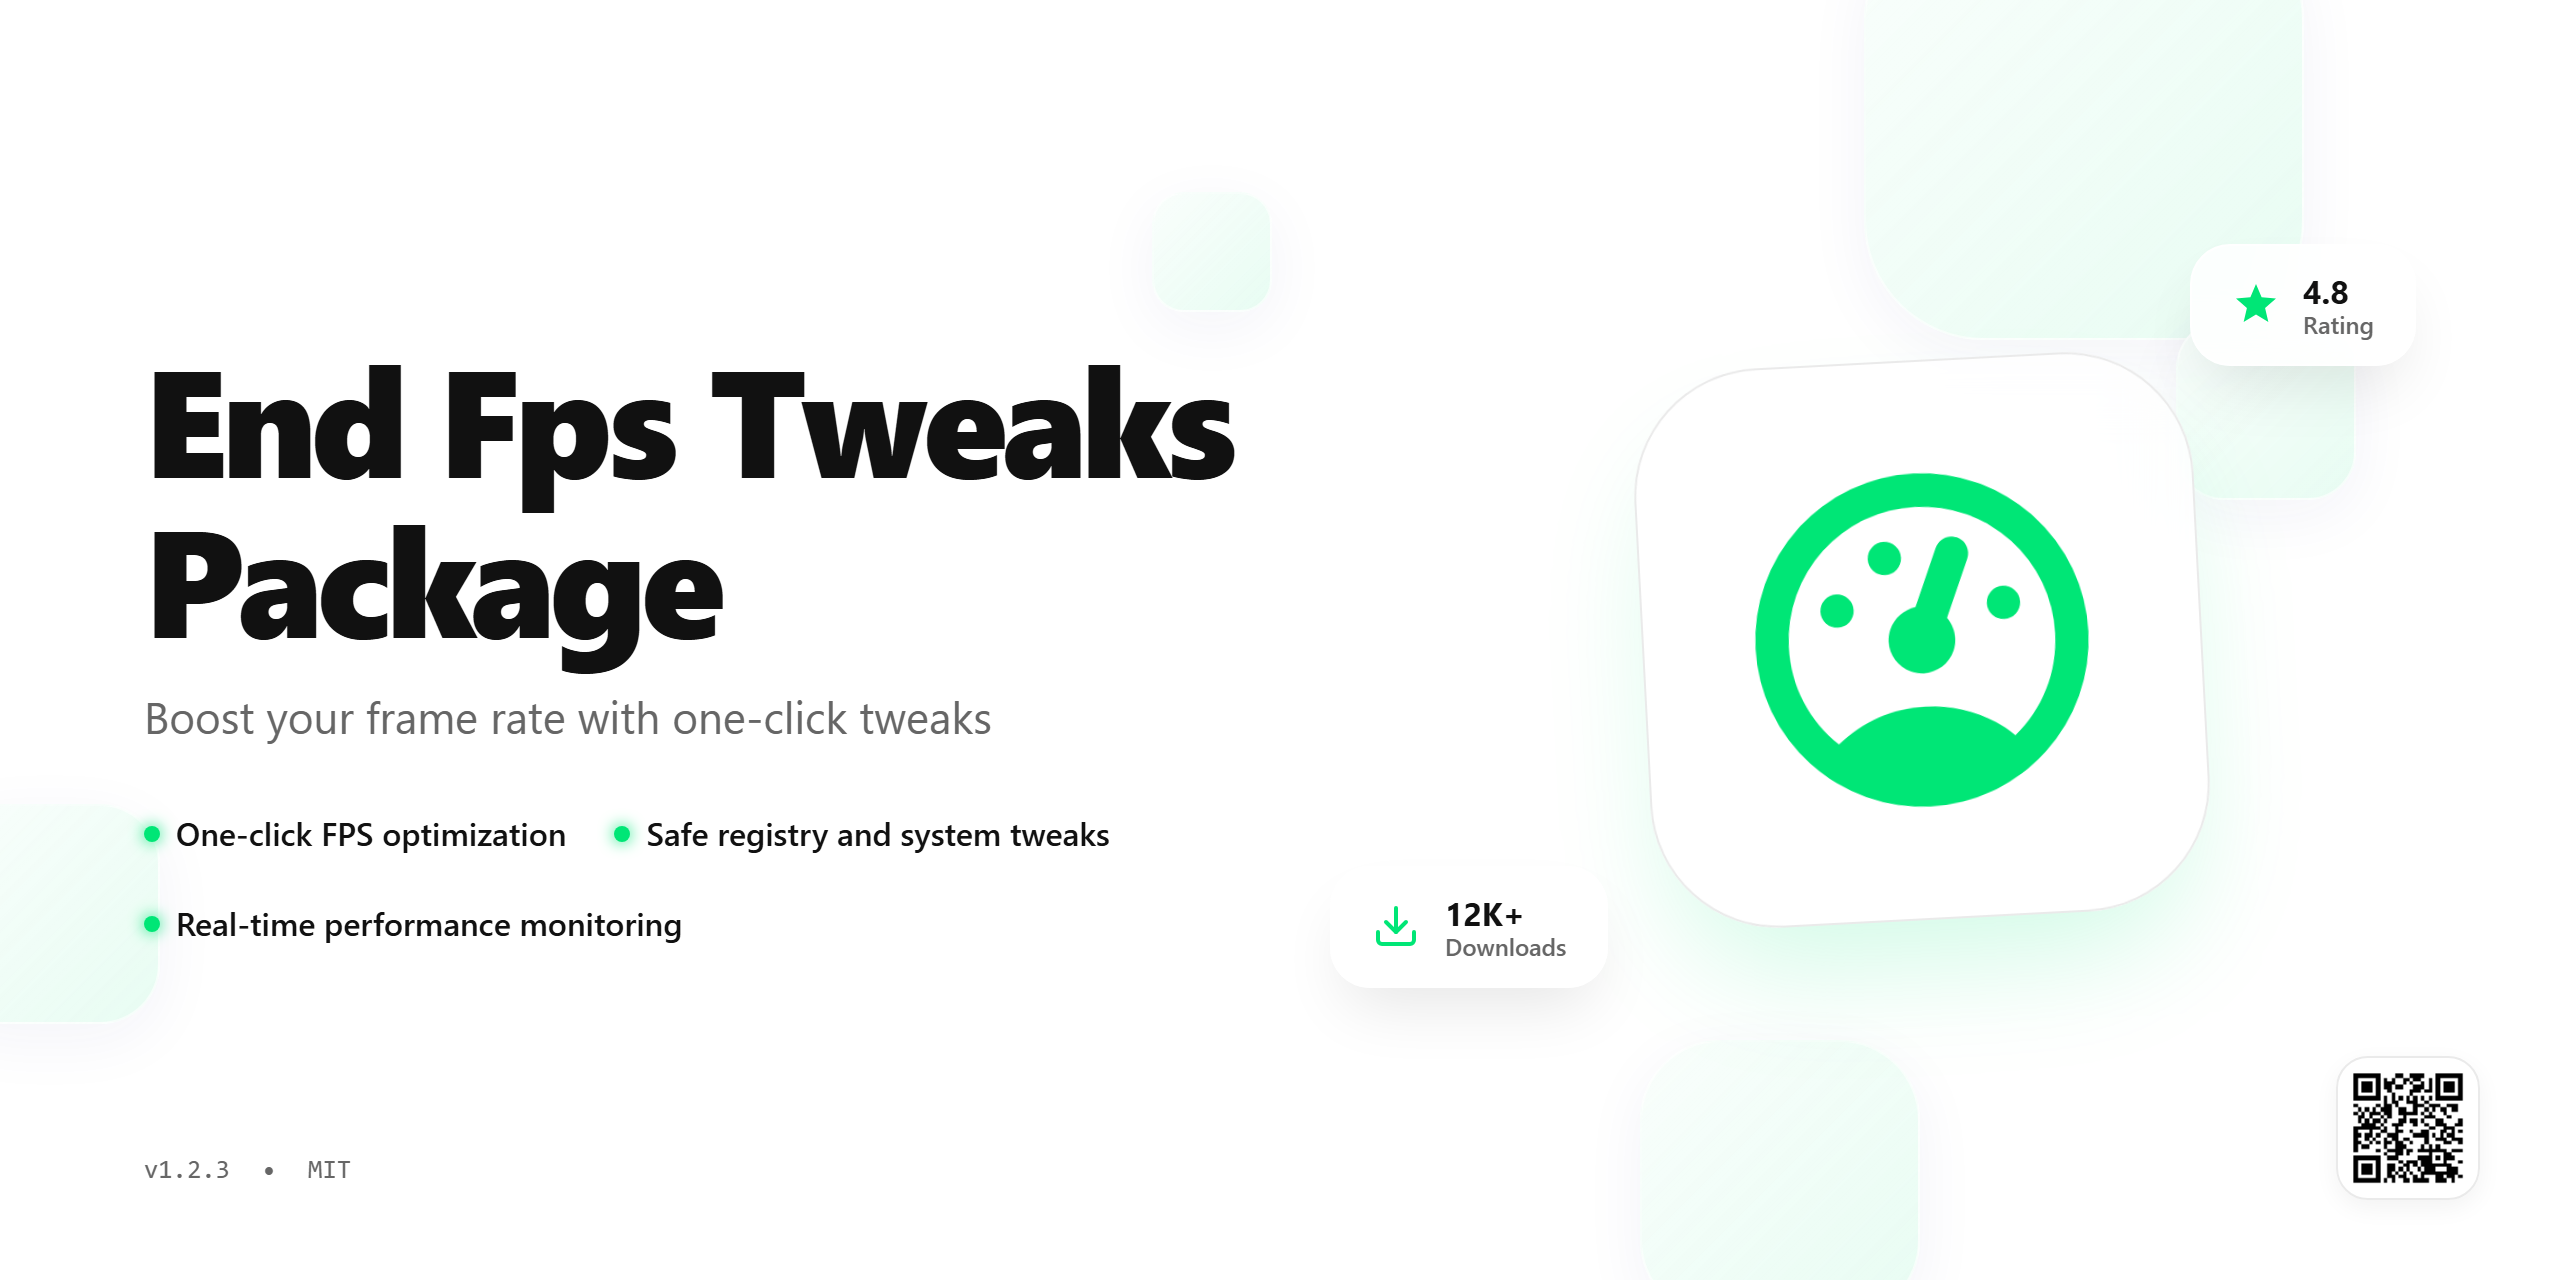 End Fps Tweaks
Package
Boost your frame rate with one-click tweaks
One-click FPS optimization
Safe registry and system tweaks
Real-time performance monitoring
4.8
Rating
12K+
Downloads
v1.2.3 • MIT